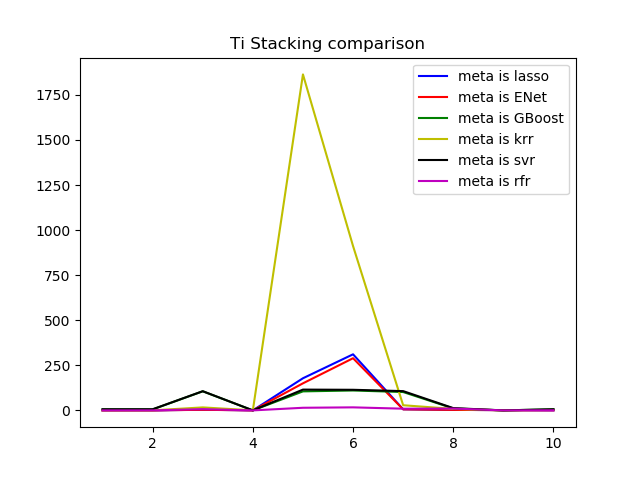 Ti Stacking comparison
meta is lasso
meta is ENet
meta is GBoost
meta is krr
meta is svr
meta is rfr
1750
1500
1250
1000
750
500
250
0
2 4 6 8 10